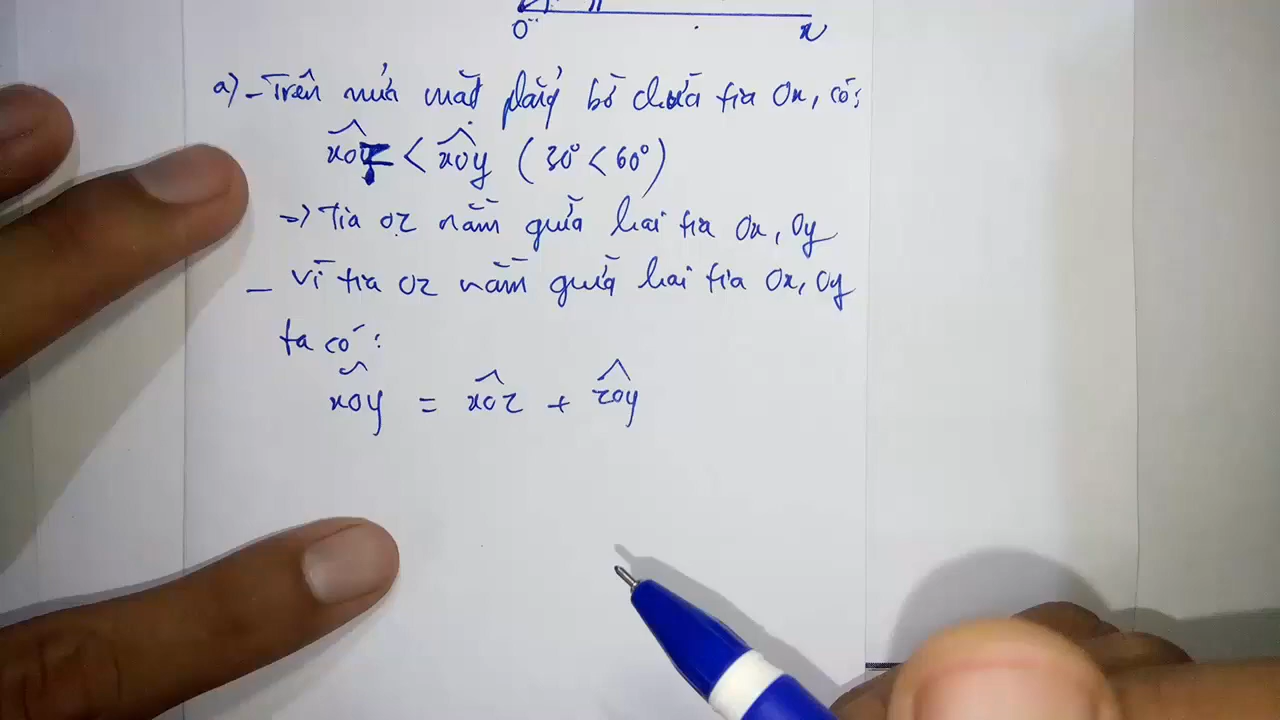 O x
a) - Trên nửa mặt phẳng bờ chứa tia Ox, có:
xOz < xOy (30° < 60°)
=> Tia Oz nằm giữa hai tia Ox, Oy
- Vì tia Oz nằm giữa hai tia Ox, Oy
ta có:
xOy = xOz + zOy